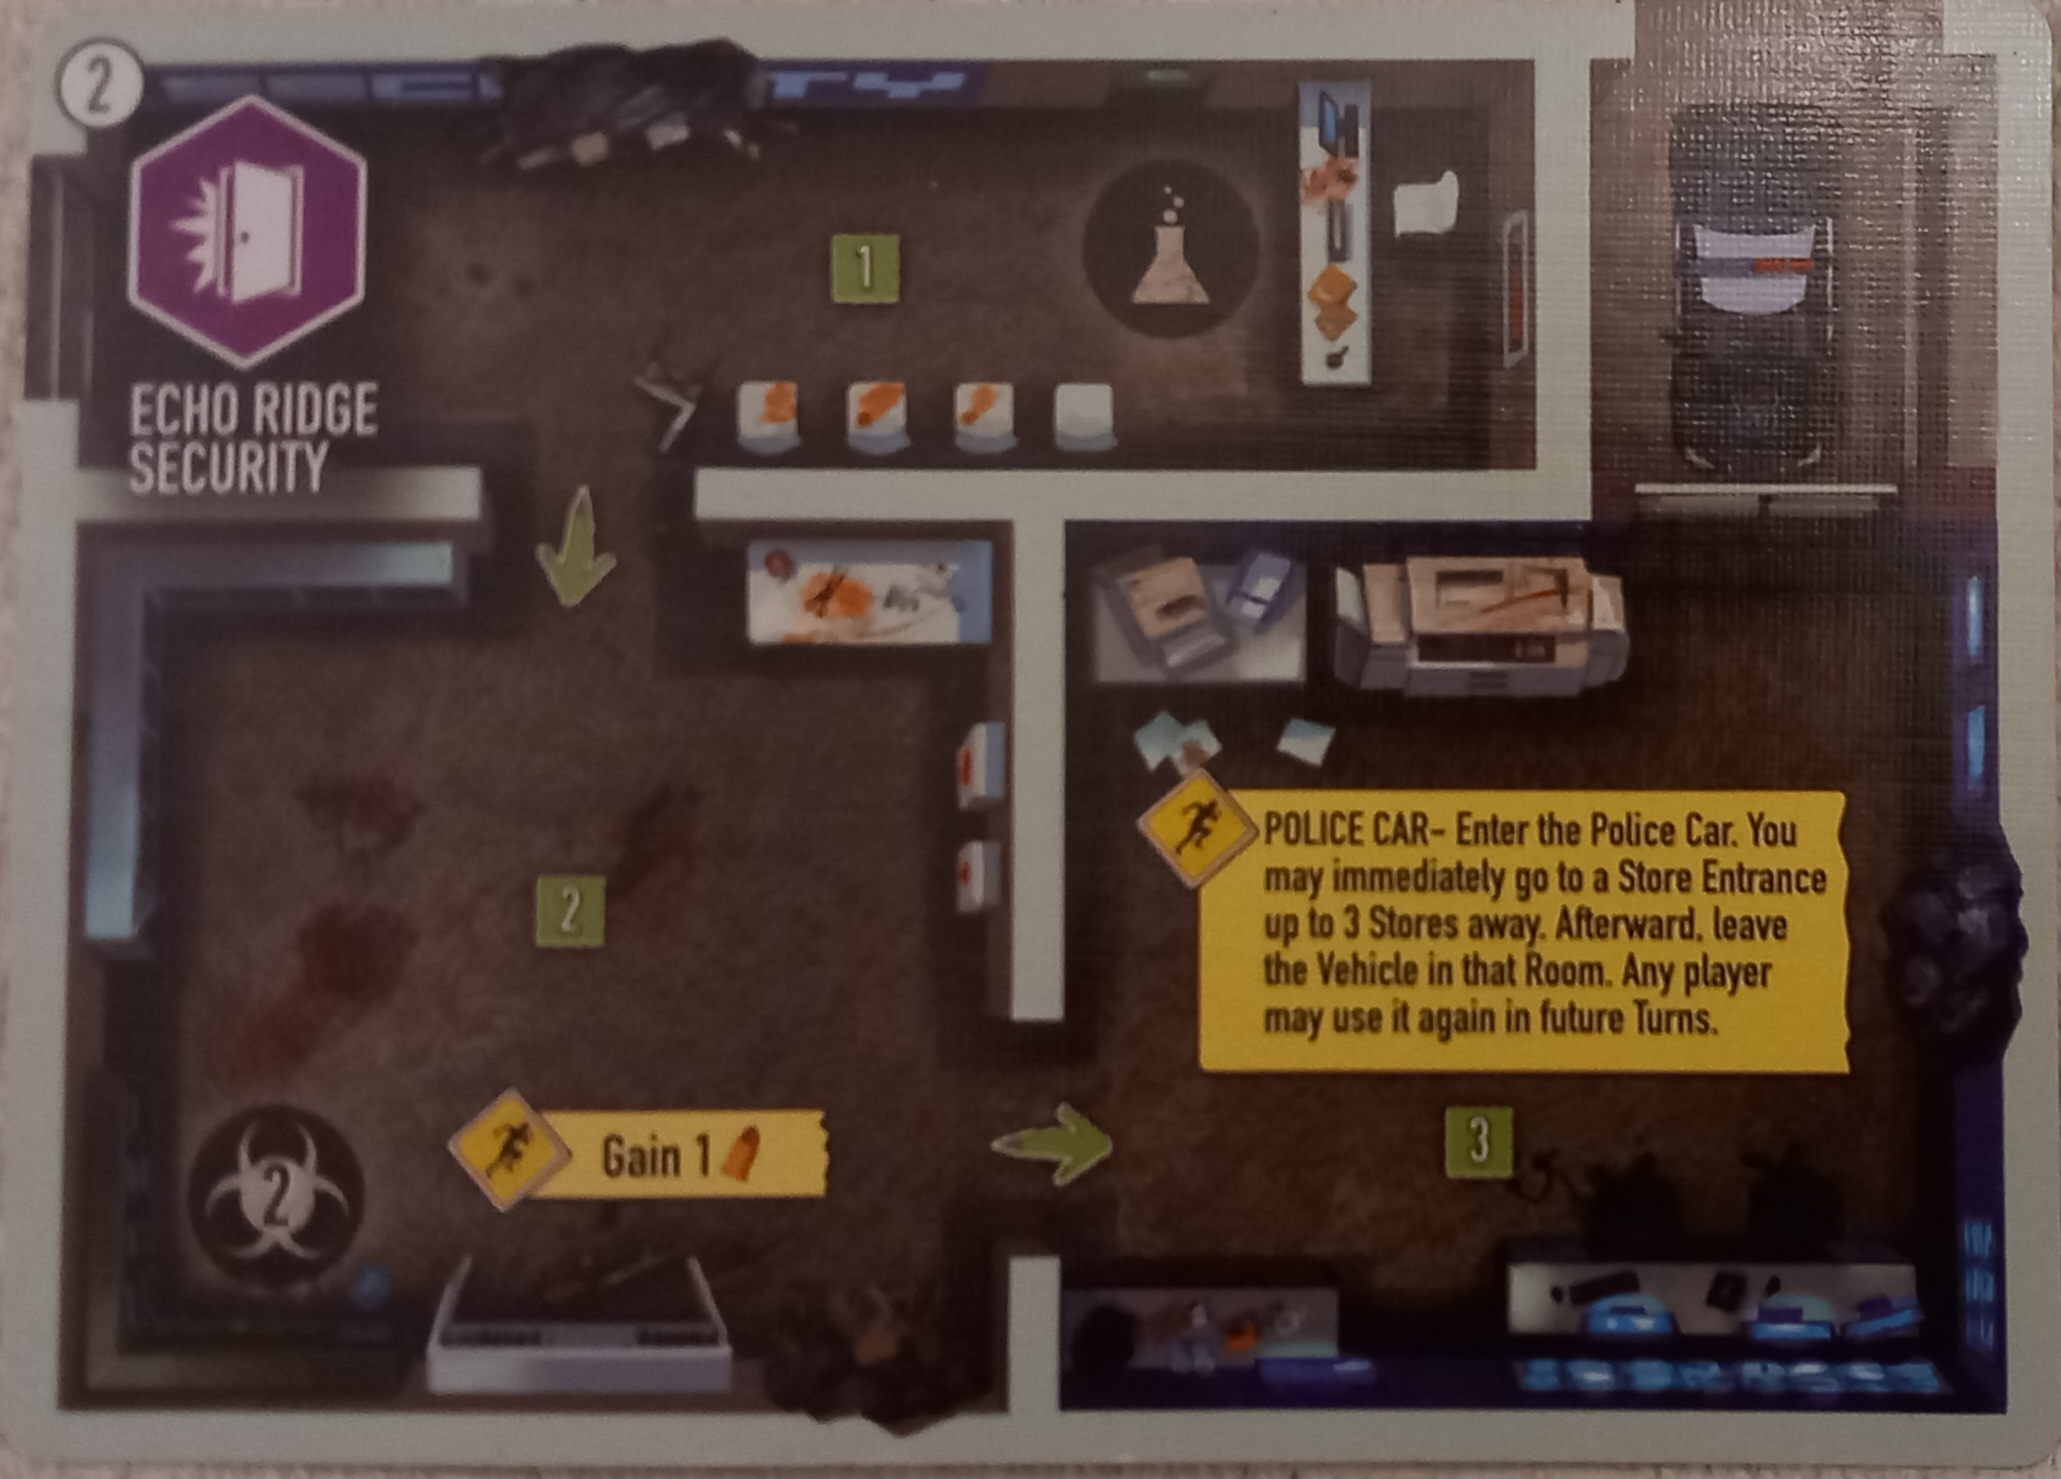 2
TY
ECHO RIDGE
SECURITY
1
2
2
Gain 1
POLICE CAR- Enter the Police Car. You
may immediately go to a Store Entrance
up to 3 Stores away. Afterward, leave
the Vehicle in that Room. Any player
may use it again in future Turns.
3